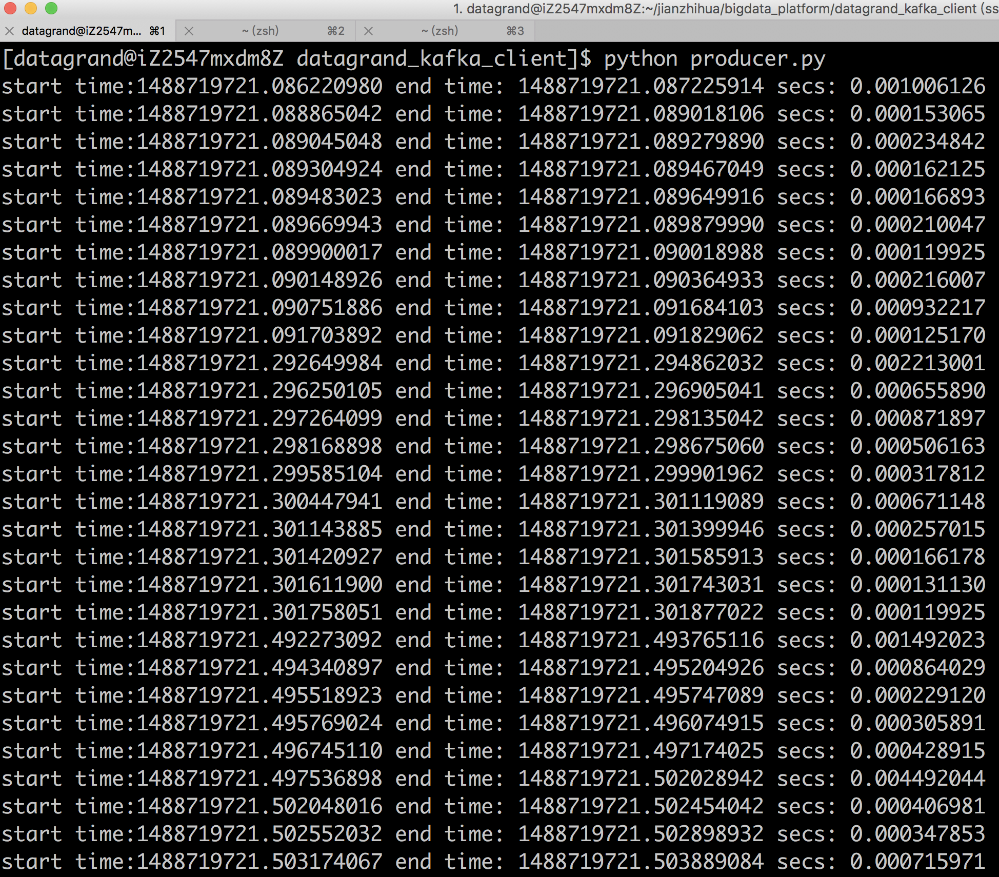 1. datagrand@iZ2547mxdm8Z:~/jianzhihua/bigdata_platform/datagrand_kafka_client (ss
datagrand@iZ2547m... ⌘1 ~ (zsh) ⌘2 ~ (zsh) ⌘3
[datagrand@iZ2547mxdm8Z datagrand_kafka_client]$ python producer.py
start time:1488719721.086220980 end time: 1488719721.087225914 secs: 0.001006126
start time:1488719721.088865042 end time: 1488719721.089018106 secs: 0.000153065
start time:1488719721.089045048 end time: 1488719721.089279890 secs: 0.000234842
start time:1488719721.089304924 end time: 1488719721.089467049 secs: 0.000162125
start time:1488719721.089483023 end time: 1488719721.089649916 secs: 0.000166893
start time:1488719721.089669943 end time: 1488719721.089879990 secs: 0.000210047
start time:1488719721.089900017 end time: 1488719721.090018988 secs: 0.000119925
start time:1488719721.090148926 end time: 1488719721.090364933 secs: 0.000216007
start time:1488719721.090751886 end time: 1488719721.091684103 secs: 0.000932217
start time:1488719721.091703892 end time: 1488719721.091829062 secs: 0.000125170
start time:1488719721.292649984 end time: 1488719721.294862032 secs: 0.002213001
start time:1488719721.296250105 end time: 1488719721.296905041 secs: 0.000655890
start time:1488719721.297264099 end time: 1488719721.298135042 secs: 0.000871897
start time:1488719721.298168898 end time: 1488719721.298675060 secs: 0.000506163
start time:1488719721.299585104 end time: 1488719721.299901962 secs: 0.000317812
start time:1488719721.300447941 end time: 1488719721.301119089 secs: 0.000671148
start time:1488719721.301143885 end time: 1488719721.301399946 secs: 0.000257015
start time:1488719721.301420927 end time: 1488719721.301585913 secs: 0.000166178
start time:1488719721.301611900 end time: 1488719721.301743031 secs: 0.000131130
start time:1488719721.301758051 end time: 1488719721.301877022 secs: 0.000119925
start time:1488719721.492273092 end time: 1488719721.493765116 secs: 0.001492023
start time:1488719721.494340897 end time: 1488719721.495204926 secs: 0.000864029
start time:1488719721.495518923 end time: 1488719721.495747089 secs: 0.000229120
start time:1488719721.495769024 end time: 1488719721.496074915 secs: 0.000305891
start time:1488719721.496745110 end time: 1488719721.497174025 secs: 0.000428915
start time:1488719721.497536898 end time: 1488719721.502028942 secs: 0.004492044
start time:1488719721.502048016 end time: 1488719721.502454042 secs: 0.000406981
start time:1488719721.502552032 end time: 1488719721.502898932 secs: 0.000347853
start time:1488719721.503174067 end time: 1488719721.503889084 secs: 0.000715971